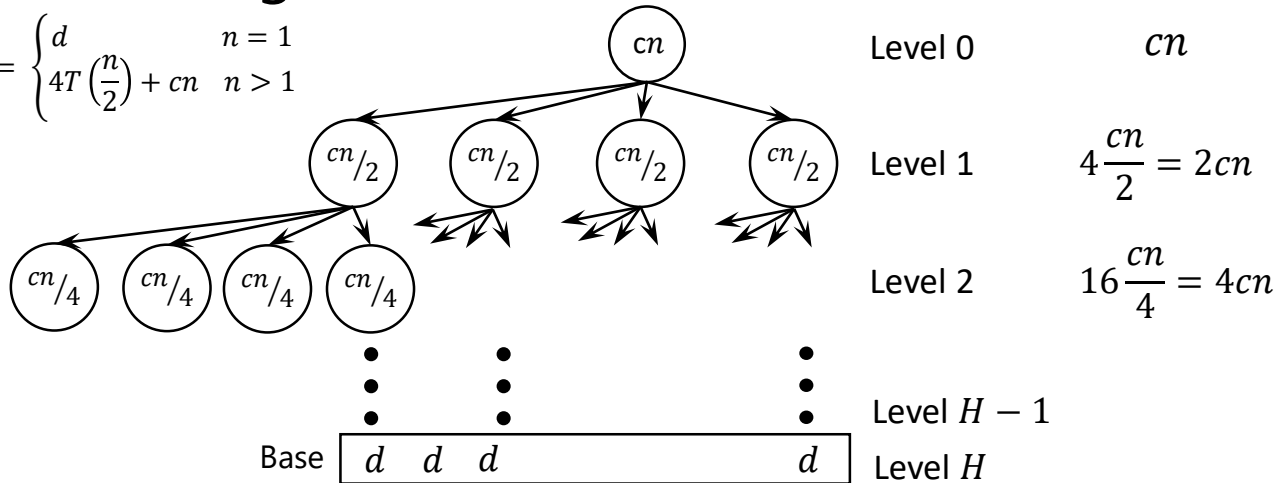 g
= { d n = 1
4T(n/2) + cn n > 1
cn Level 0 cn
cn/2 cn/2 cn/2 cn/2 Level 1 4 cn/2 = 2cn
cn/4 cn/4 cn/4 cn/4 Level 2 16 cn/4 = 4cn
Level H − 1
Base d d d d Level H